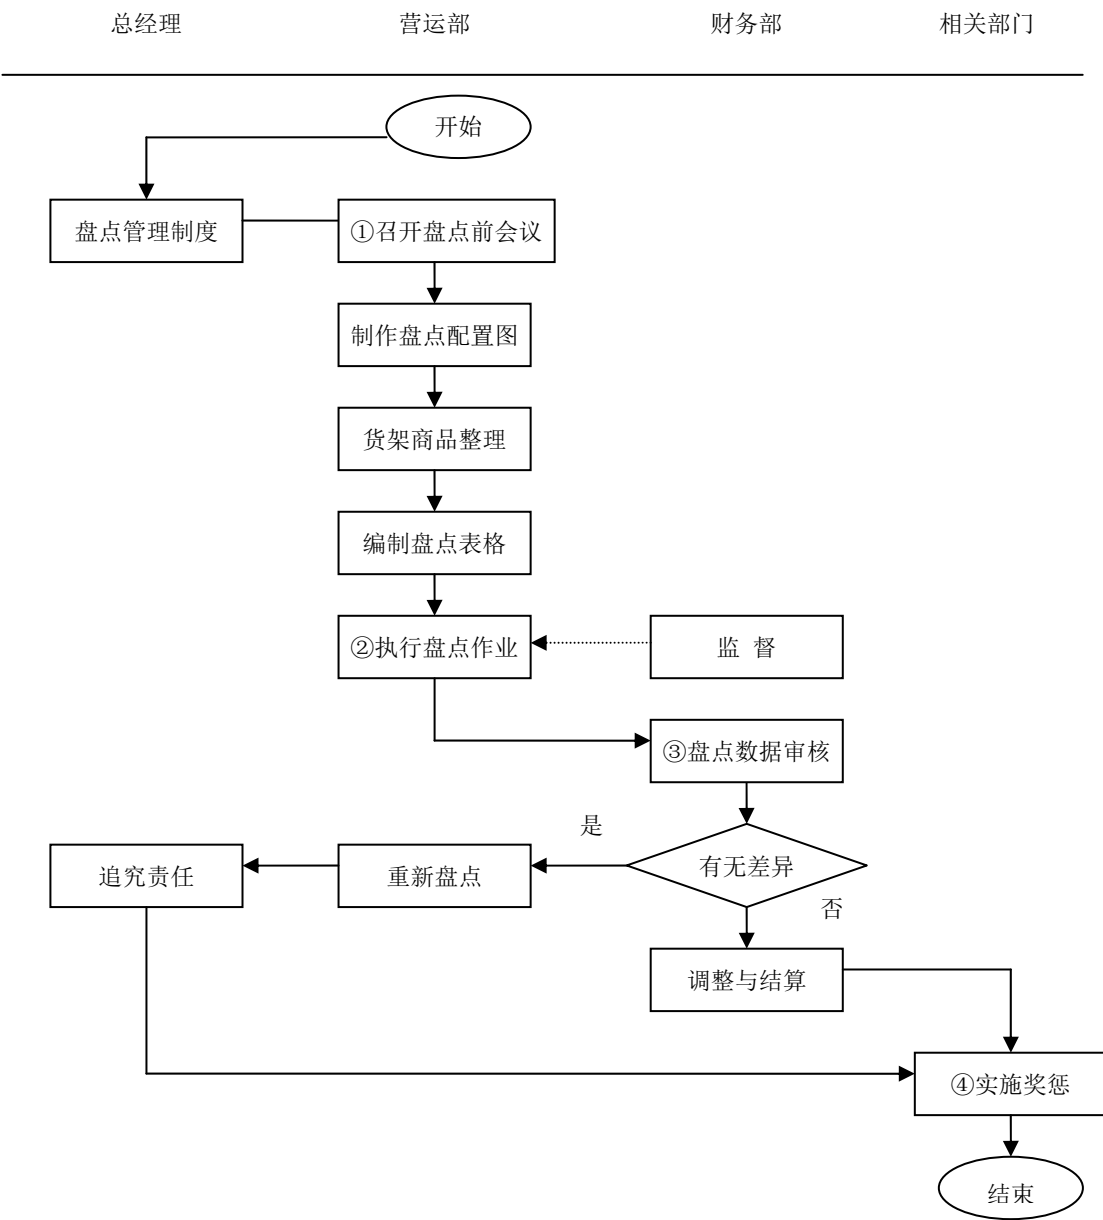 总经理 营运部 财务部 相关部门
开始
盘点管理制度 ①召开盘点前会议
制作盘点配置图
货架商品整理
编制盘点表格
②执行盘点作业 监 督
③盘点数据审核
是
追究责任 重新盘点 有无差异
否
调整与结算
④实施奖惩
结束